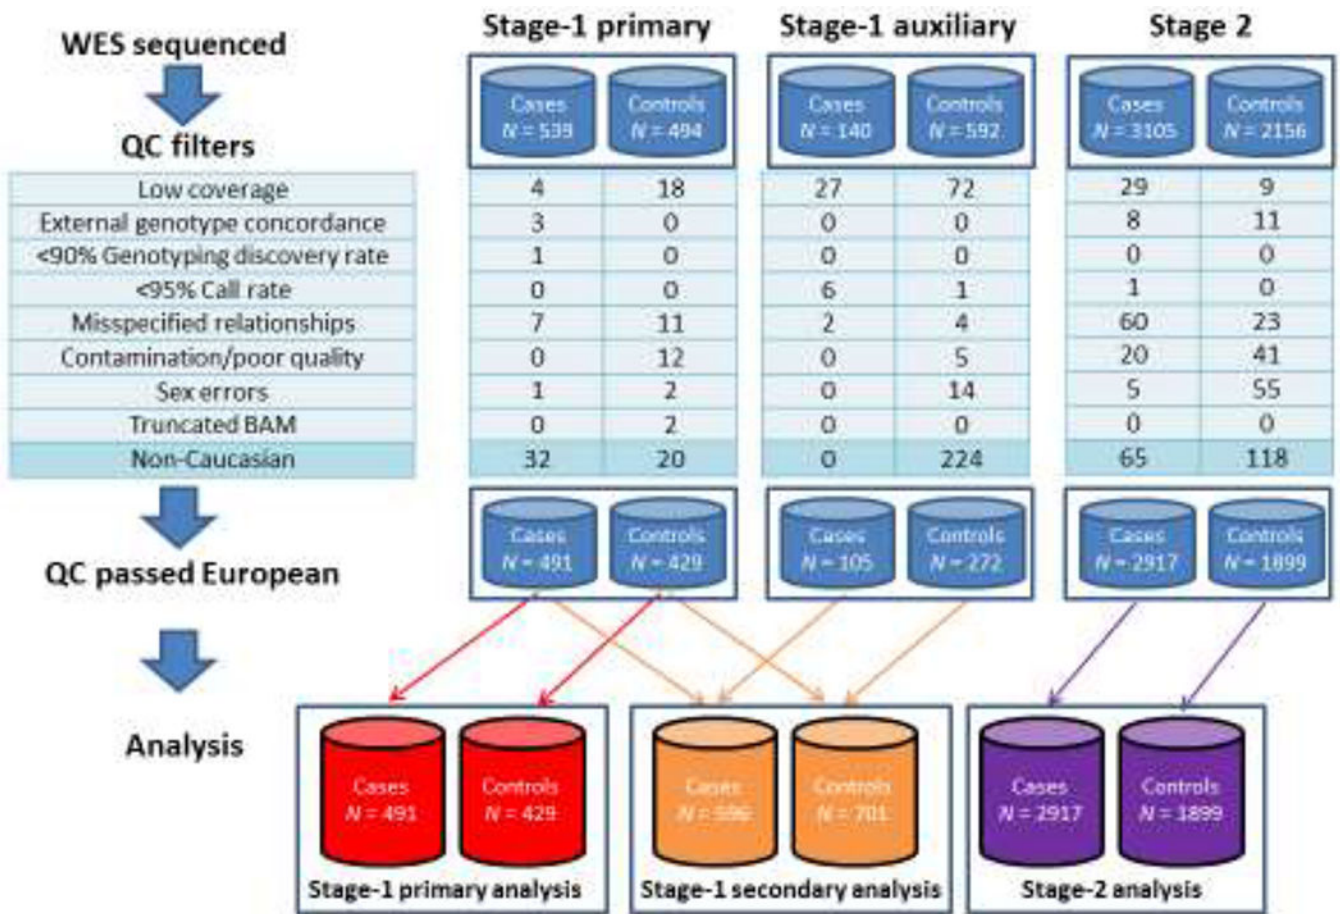 Stage-1 primary Stage-1 auxiliary Stage 2
WES sequenced
Cases Controls Cases Controls Cases Controls
N = 539 N = 494 N = 140 N = 592 N = 3105 N = 2156
QC filters
Low coverage 4 18 27 72 29 9
External genotype concordance 3 0 0 0 8 11
<90% Genotyping discovery rate 1 0 0 0 0 0
<95% Call rate 0 0 6 1 1 0
Misspecified relationships 7 11 2 4 60 23
Contamination/poor quality 0 12 0 5 20 41
Sex errors 1 2 0 14 5 55
Truncated BAM 0 2 0 0 0 0
Non-Caucasian 32 20 0 224 65 118
Cases Controls Cases Controls Cases Controls
N = 491 N = 429 N = 105 N = 272 N = 2917 N = 1899
QC passed European
Analysis
Cases Controls Cases Controls Cases Controls
N = 491 N = 429 N = 596 N = 701 N = 2917 N = 1899
Stage-1 primary analysis Stage-1 secondary analysis Stage-2 analysis